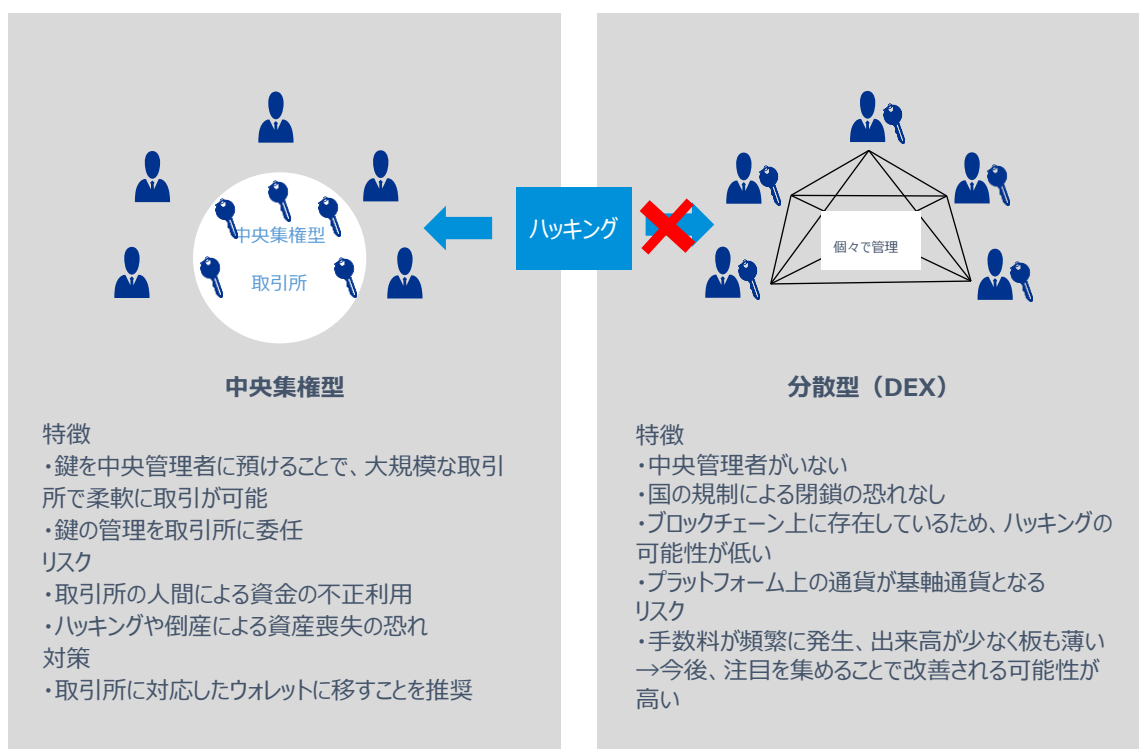 中央集権型
取引所
ハッキング
個々で管理
中央集権型
特徴
・鍵を中央管理者に預けることで、大規模な取引
所で柔軟に取引が可能
・鍵の管理を取引所に委任
リスク
・取引所の人間による資金の不正利用
・ハッキングや倒産による資産喪失の恐れ
対策
・取引所に対応したウォレットに移すことを推奨
分散型（DEX）
特徴
・中央管理者がいない
・国の規制による閉鎖の恐れなし
・ブロックチェーン上に存在しているため、ハッキングの
可能性が低い
・プラットフォーム上の通貨が基軸通貨となる
リスク
・手数料が頻繁に発生、出来高が少なく板も薄い
→今後、注目を集めることで改善される可能性が
高い